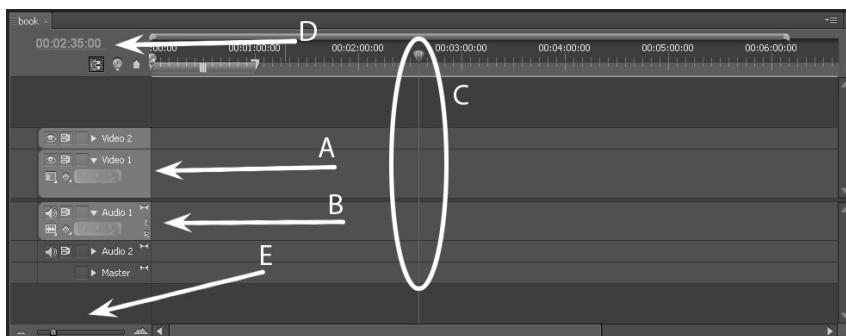 book ×
D
00:02:35:00
:00:00 00:01:00:00 00:02:00:00 00:03:00:00 00:04:00:00 00:05:00:00 00:06:00:00
C
Video 2
A
Video 1
B
Audio 1
L
R
E
Audio 2
Master